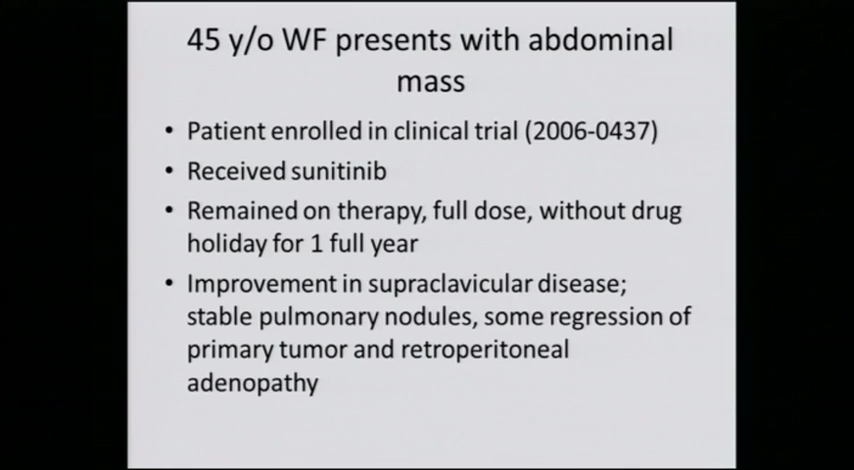 45 y/o WF presents with abdominal
mass
• Patient enrolled in clinical trial (2006-0437)
• Received sunitinib
• Remained on therapy, full dose, without drug
holiday for 1 full year
• Improvement in supraclavicular disease;
stable pulmonary nodules, some regression of
primary tumor and retroperitoneal
adenopathy